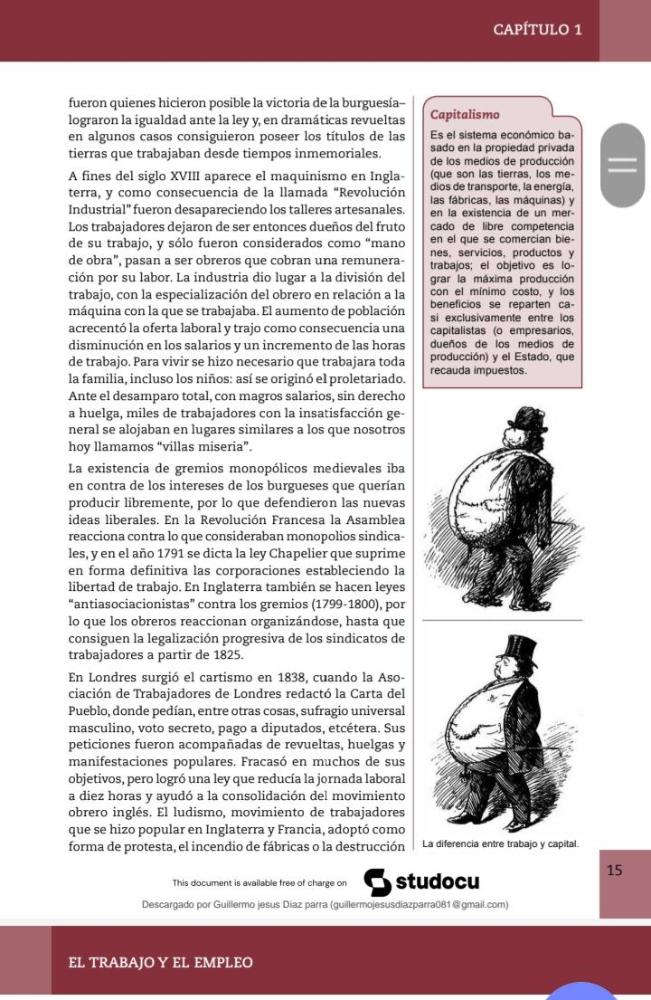 CAPÍTULO 1
fueron quienes hicieron posible la victoria de la burguesía–
lograron la igualdad ante la ley y, en dramáticas revueltas
en algunos casos consiguieron poseer los títulos de las
tierras que trabajaban desde tiempos inmemoriales.
A fines del siglo XVIII aparece el maquinismo en Ingla-
terra, y como consecuencia de la llamada “Revolución
Industrial” fueron desapareciendo los talleres artesanales.
Los trabajadores dejaron de ser entonces dueños del fruto
de su trabajo, y sólo fueron considerados como “mano
de obra”, pasan a ser obreros que cobran una remunera-
ción por su labor. La industria dio lugar a la división del
trabajo, con la especialización del obrero en relación a la
máquina con la que se trabajaba. El aumento de población
acrecentó la oferta laboral y trajo como consecuencia una
disminución en los salarios y un incremento de las horas
de trabajo. Para vivir se hizo necesario que trabajara toda
la familia, incluso los niños: así se originó el proletariado.
Ante el desamparo total, con magros salarios, sin derecho
a huelga, miles de trabajadores con la insatisfacción ge-
neral se alojaban en lugares similares a los que nosotros
hoy llamamos “villas miseria”.
La existencia de gremios monopólicos medievales iba
en contra de los intereses de los burgueses que querían
producir libremente, por lo que defendieron las nuevas
ideas liberales. En la Revolución Francesa la Asamblea
reacciona contra lo que consideraban monopolios sindica-
les, y en el año 1791 se dicta la ley Chapelier que suprime
en forma definitiva las corporaciones estableciendo la
libertad de trabajo. En Inglaterra también se hacen leyes
“antiasociacionistas” contra los gremios (1799-1800), por
lo que los obreros reaccionan organizándose, hasta que
consiguen la legalización progresiva de los sindicatos de
trabajadores a partir de 1825.
En Londres surgió el cartismo en 1838, cuando la Aso-
ciación de Trabajadores de Londres redactó la Carta del
Pueblo, donde pedían, entre otras cosas, sufragio universal
masculino, voto secreto, pago a diputados, etcétera. Sus
peticiones fueron acompañadas de revueltas, huelgas y
manifestaciones populares. Fracasó en muchos de sus
objetivos, pero logró una ley que reducía la jornada laboral
a diez horas y ayudó a la consolidación del movimiento
obrero inglés. El ludismo, movimiento de trabajadores
que se hizo popular en Inglaterra y Francia, adoptó como
forma de protesta, el incendio de fábricas o la destrucción
Capitalismo
Es el sistema económico ba-
sado en la propiedad privada
de los medios de producción
(que son las tierras, los me-
dios de transporte, la energía,
las fábricas, las máquinas) y
en la existencia de un mer-
cado de libre competencia
en el que se comercian bie-
nes, servicios, productos y
trabajos; el objetivo es lo-
grar la máxima producción
con el mínimo costo, y los
beneficios se reparten ca-
si exclusivamente entre los
capitalistas (o empresarios,
dueños de los medios de
producción) y el Estado, que
recauda impuestos.
La diferencia entre trabajo y capital.
15
This document is available free of charge on
studocu
Descargado por Guillermo jesus Diaz parra (guillermojesusdiazparra081@gmail.com)
EL TRABAJO Y EL EMPLEO